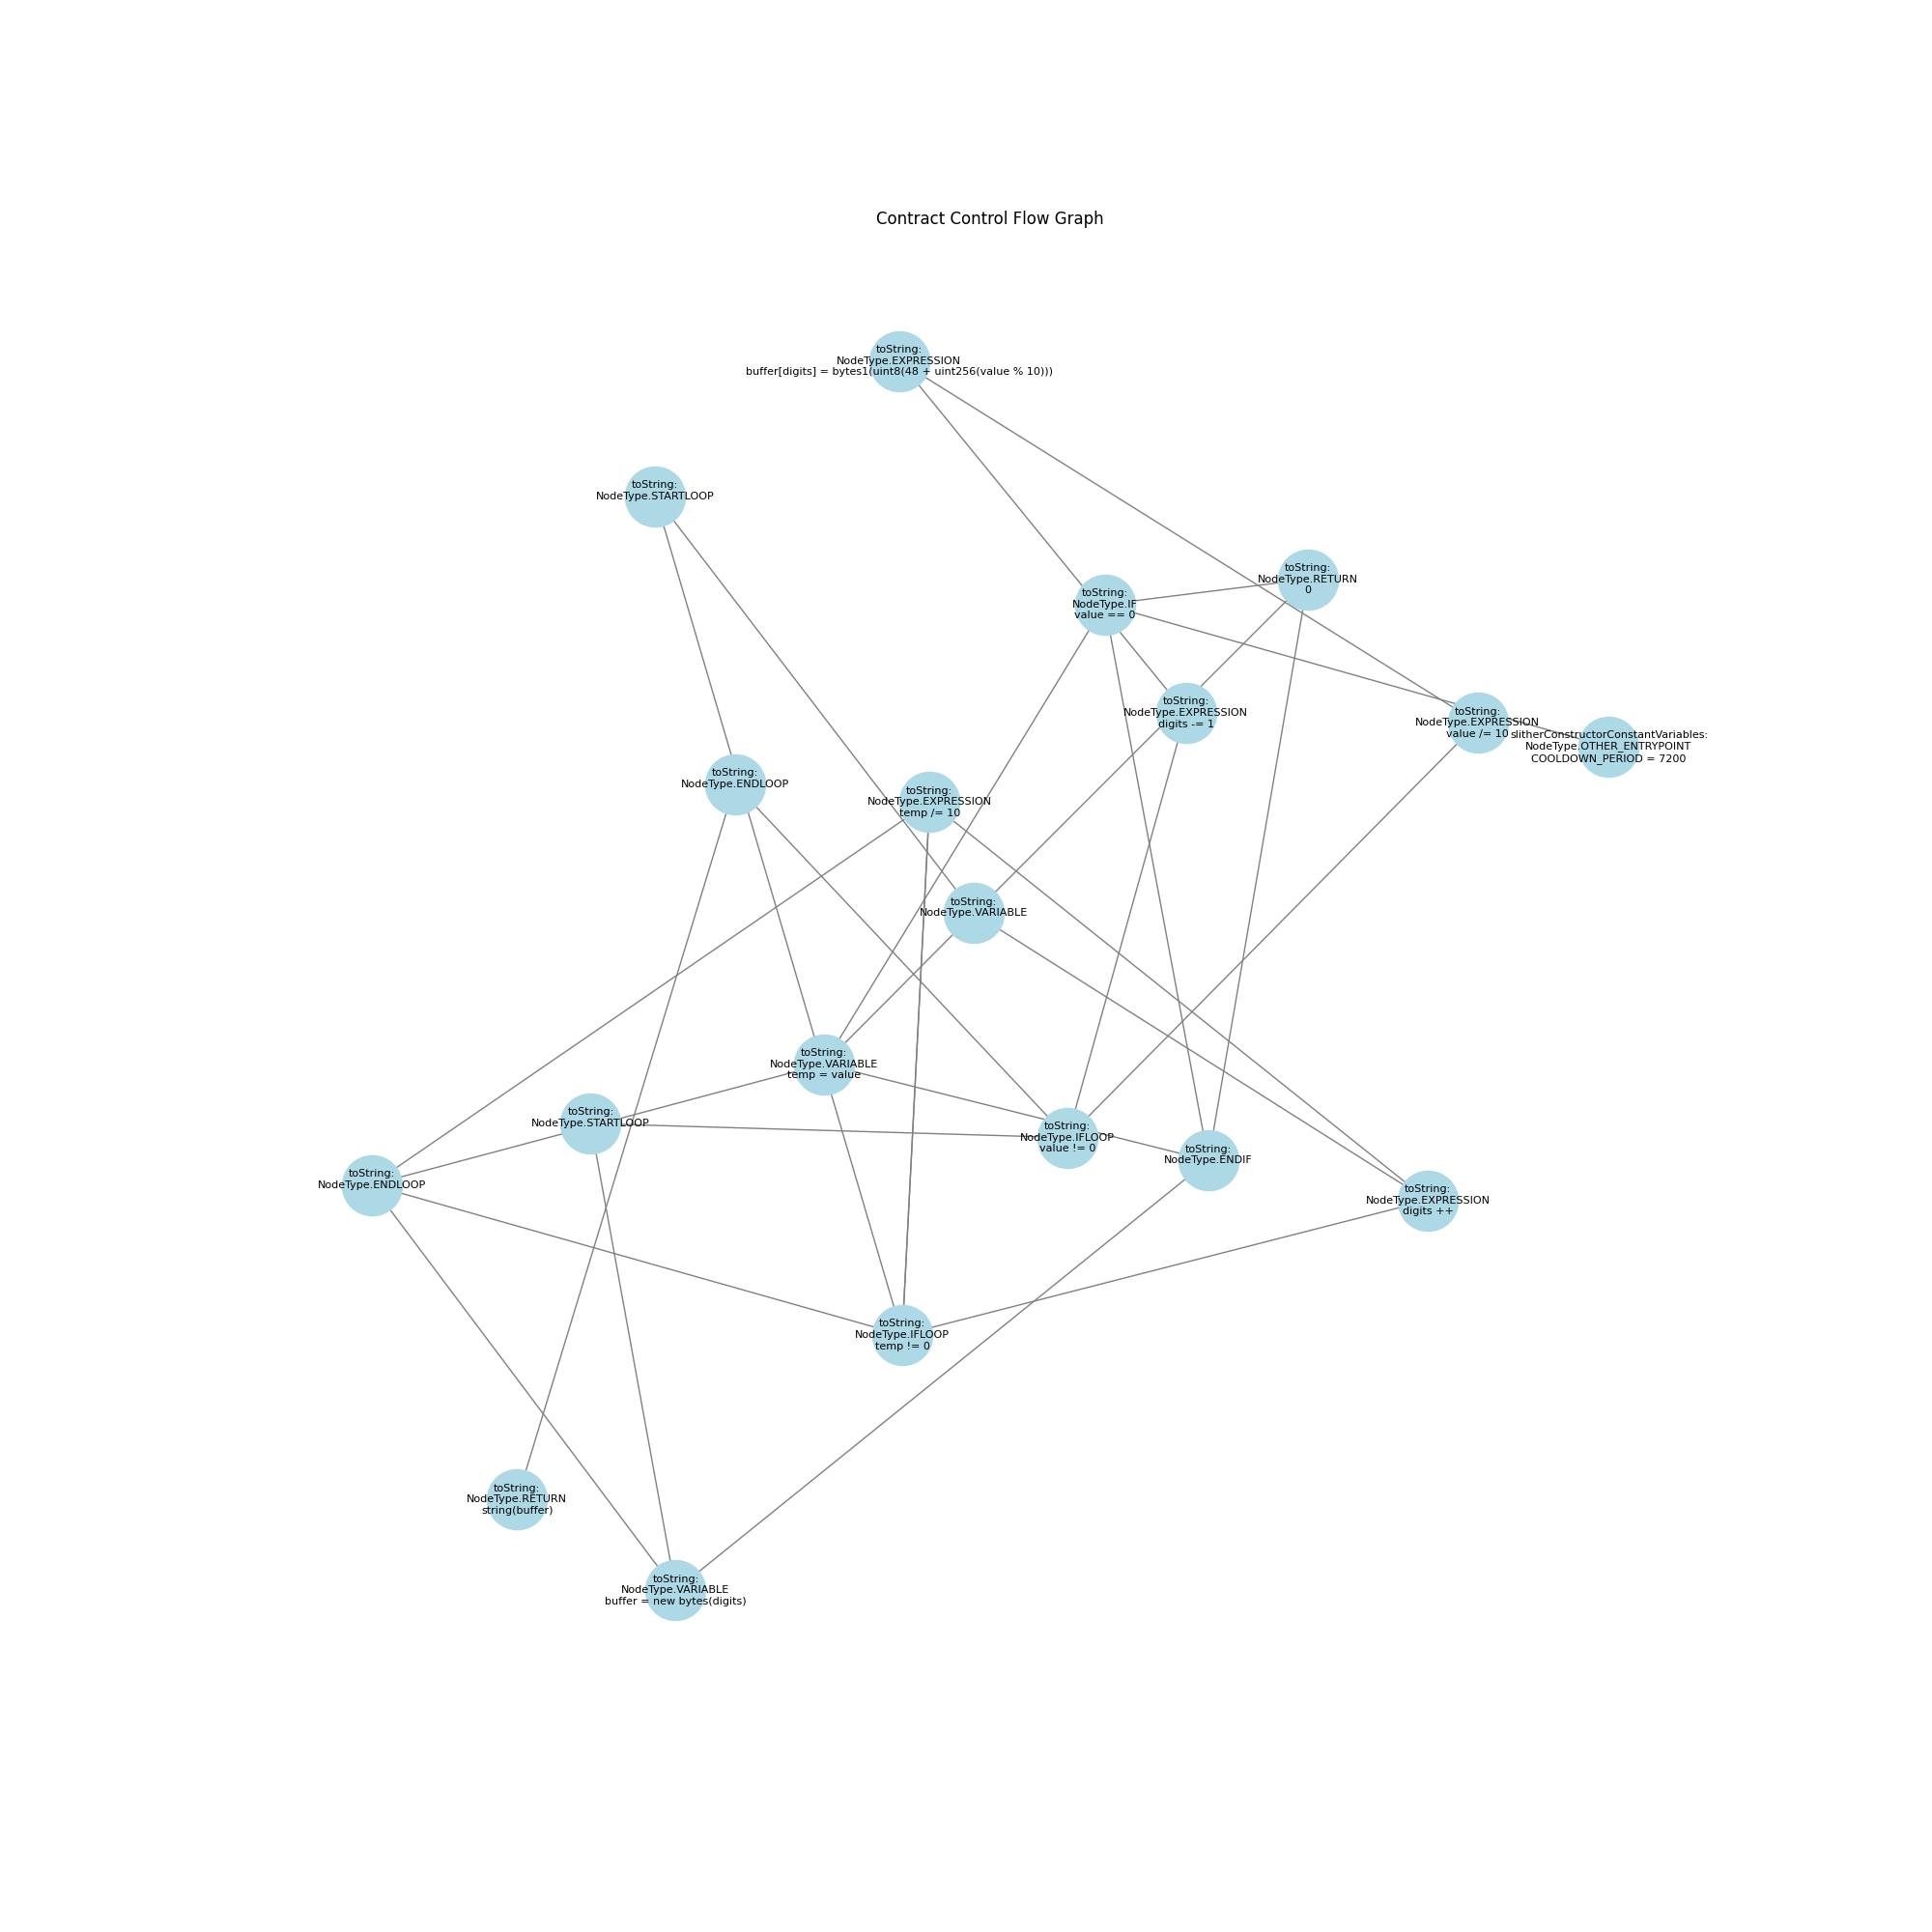 Contract Control Flow Graph
toString:
NodeType.EXPRESSION
buffer[digits] = bytes1(uint8(48 + uint256(value % 10)))
toString:
NodeType.STARTLOOP
toString:
NodeType.RETURN
0
toString:
NodeType.IF
value == 0
toString:
NodeType.EXPRESSION
digits -= 1
toString:
NodeType.EXPRESSION
value /= 10
slitherConstructorConstantVariables:
NodeType.OTHER_ENTRYPOINT
COOLDOWN_PERIOD = 7200
toString:
NodeType.ENDLOOP
toString:
NodeType.EXPRESSION
temp /= 10
toString:
NodeType.VARIABLE
toString:
NodeType.VARIABLE
temp = value
toString:
NodeType.STARTLOOP
toString:
NodeType.IFLOOP
value != 0
toString:
NodeType.ENDIF
toString:
NodeType.ENDLOOP
toString:
NodeType.EXPRESSION
digits ++
toString:
NodeType.IFLOOP
temp != 0
toString:
NodeType.RETURN
string(buffer)
toString:
NodeType.VARIABLE
buffer = new bytes(digits)